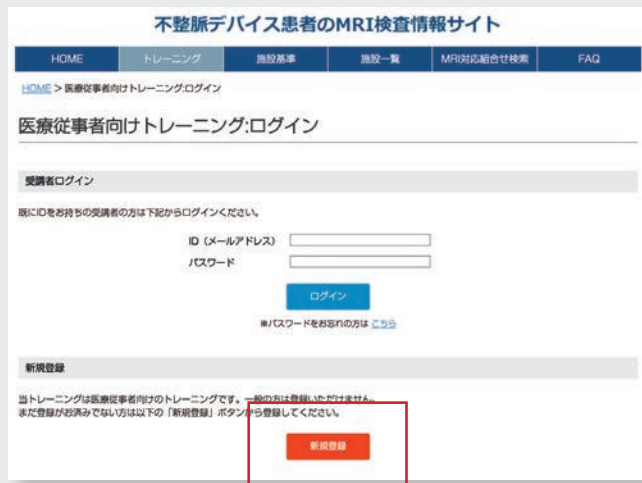 不整脈デバイス患者のMRI検査情報サイト
HOME トレーニング 施設基準 施設一覧 MRI対応組合せ検索 FAQ
HOME > 医療従事者向けトレーニング:ログイン
医療従事者向けトレーニング:ログイン
受講者ログイン
既にIDをお持ちの受講者の方は下記からログインください。
ID（メールアドレス）
パスワード
ログイン
※パスワードをお忘れの方は こちら
新規登録
当トレーニングは医療従事者向けのトレーニングです。一般の方は登録いただけません。
まだ登録がお済みでない方は以下の「新規登録」ボタンから登録してください。
新規登録